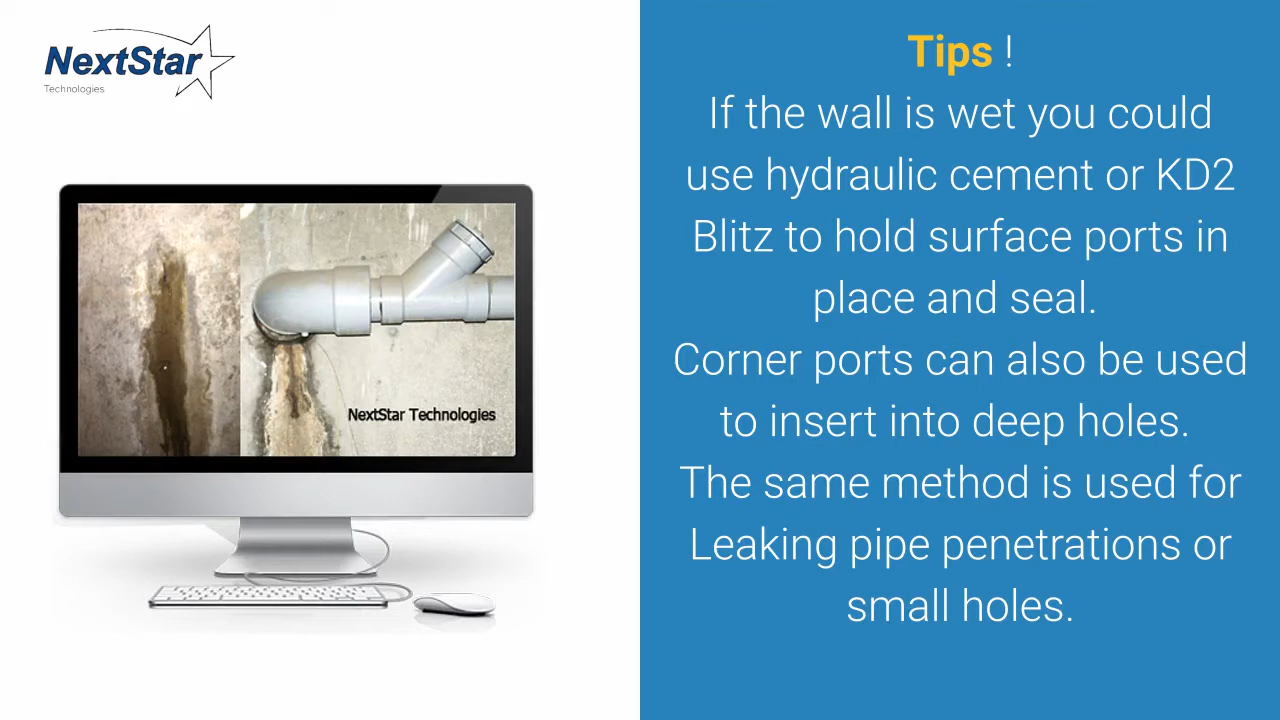 NextStar
Technologies
NextStar Technologies
Tips !
If the wall is wet you could
use hydraulic cement or KD2
Blitz to hold surface ports in
place and seal.
Corner ports can also be used
to insert into deep holes.
The same method is used for
Leaking pipe penetrations or
small holes.